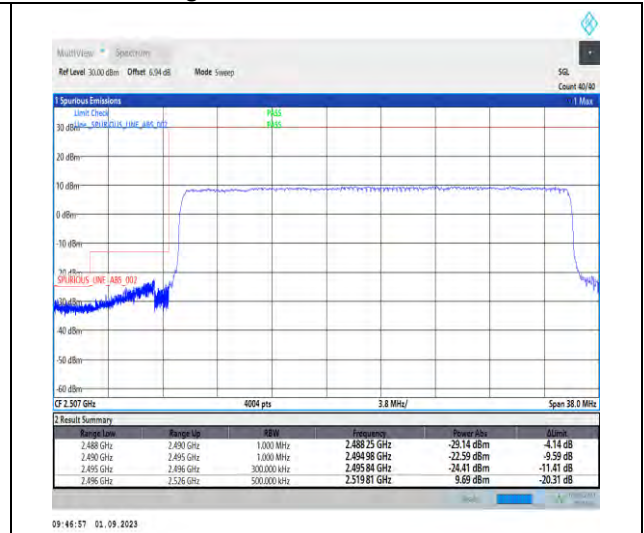 MultiView Spectrum
Ref Level 30.00 dBm Offset 6.94 dB Mode Sweep SGL
Count 40/40
1 Spurious Emissions 1 Max
Limit Check PASS
Line _SPURIOUS_LINE_ABS_002 PASS
30 dBm
20 dBm
10 dBm
0 dBm
-10 dBm
-20 dBm
SPURIOUS_LINE_ABS_002
-30 dBm
-40 dBm
-50 dBm
-60 dBm
CF 2.507 GHz 4004 pts 3.8 MHz/ Span 38.0 MHz
2 Result Summary
Range Low Range Up RBW Frequency Power Abs ΔLimit
2.488 GHz 2.490 GHz 1.000 MHz 2.488 25 GHz -29.14 dBm -4.14 dB
2.490 GHz 2.495 GHz 1.000 MHz 2.494 98 GHz -22.59 dBm -9.59 dB
2.495 GHz 2.496 GHz 300.000 kHz 2.495 84 GHz -24.41 dBm -11.41 dB
2.496 GHz 2.526 GHz 500.000 kHz 2.519 81 GHz 9.69 dBm -20.31 dB
09:46:57 01.09.2023